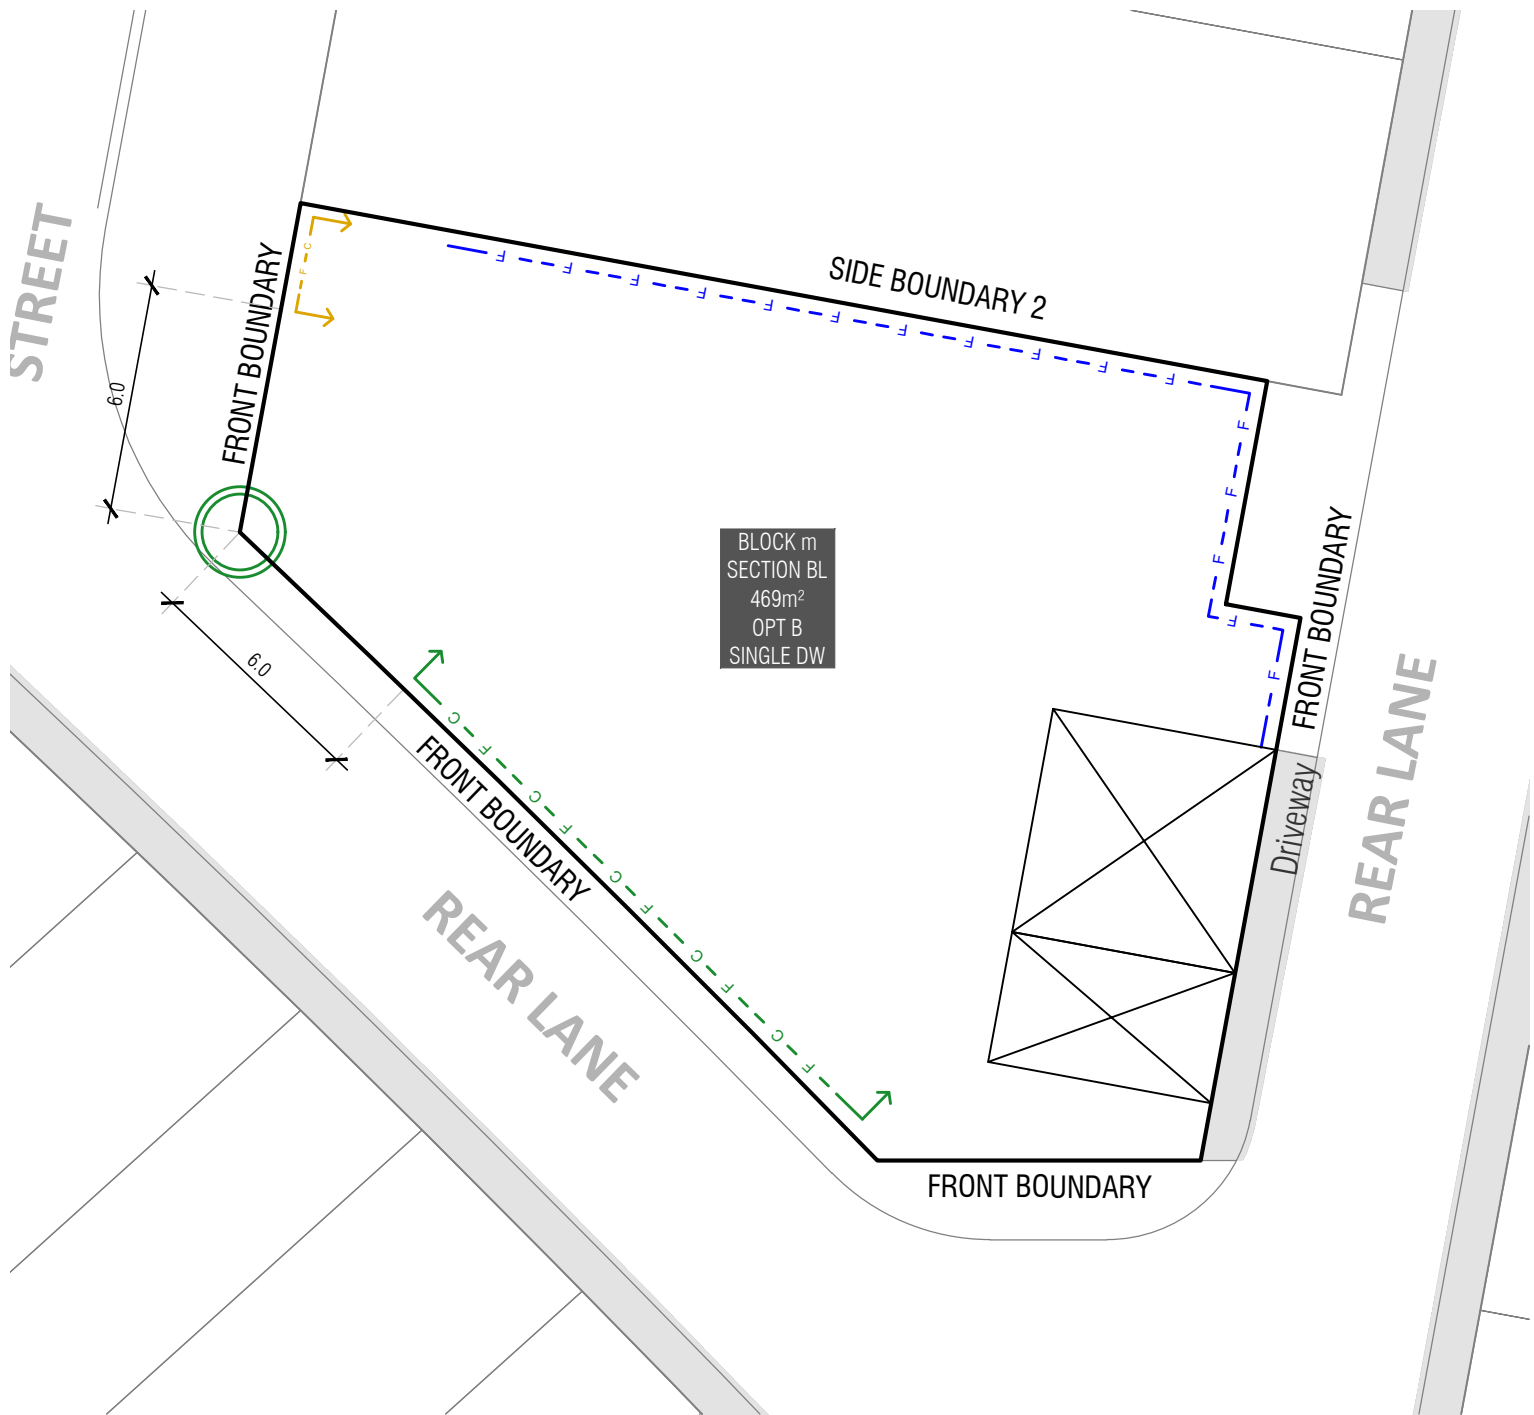 STREET
FRONT BOUNDARY
6.0
C
F
SIDE BOUNDARY 2
F F F F F F F F F F F
F
F
F
F
F
FRONT BOUNDARY
REAR LANE
Driveway
BLOCK m
SECTION BL
469m²
OPT B
SINGLE DW
6.0
C F C F C F C F C F
FRONT BOUNDARY
REAR LANE
FRONT BOUNDARY